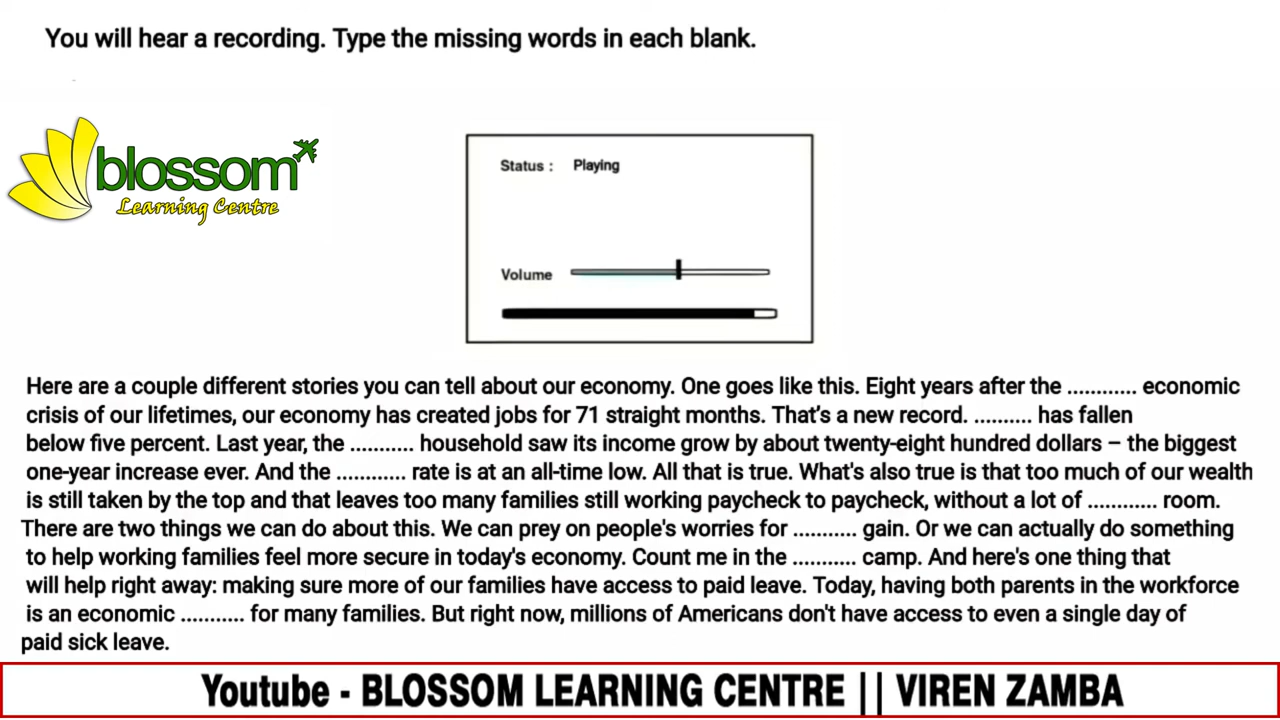 You will hear a recording. Type the missing words in each blank.
blossom
Learning Centre
Status : Playing
Volume
Here are a couple different stories you can tell about our economy. One goes like this. Eight years after the ............ economic
crisis of our lifetimes, our economy has created jobs for 71 straight months. That's a new record. .......... has fallen
below five percent. Last year, the ........... household saw its income grow by about twenty-eight hundred dollars – the biggest
one-year increase ever. And the ............ rate is at an all-time low. All that is true. What's also true is that too much of our wealth
is still taken by the top and that leaves too many families still working paycheck to paycheck, without a lot of ............ room.
There are two things we can do about this. We can prey on people's worries for ........... gain. Or we can actually do something
to help working families feel more secure in today's economy. Count me in the ........... camp. And here's one thing that
will help right away: making sure more of our families have access to paid leave. Today, having both parents in the workforce
is an economic ........... for many families. But right now, millions of Americans don't have access to even a single day of
paid sick leave.
Youtube - BLOSSOM LEARNING CENTRE || VIREN ZAMBA